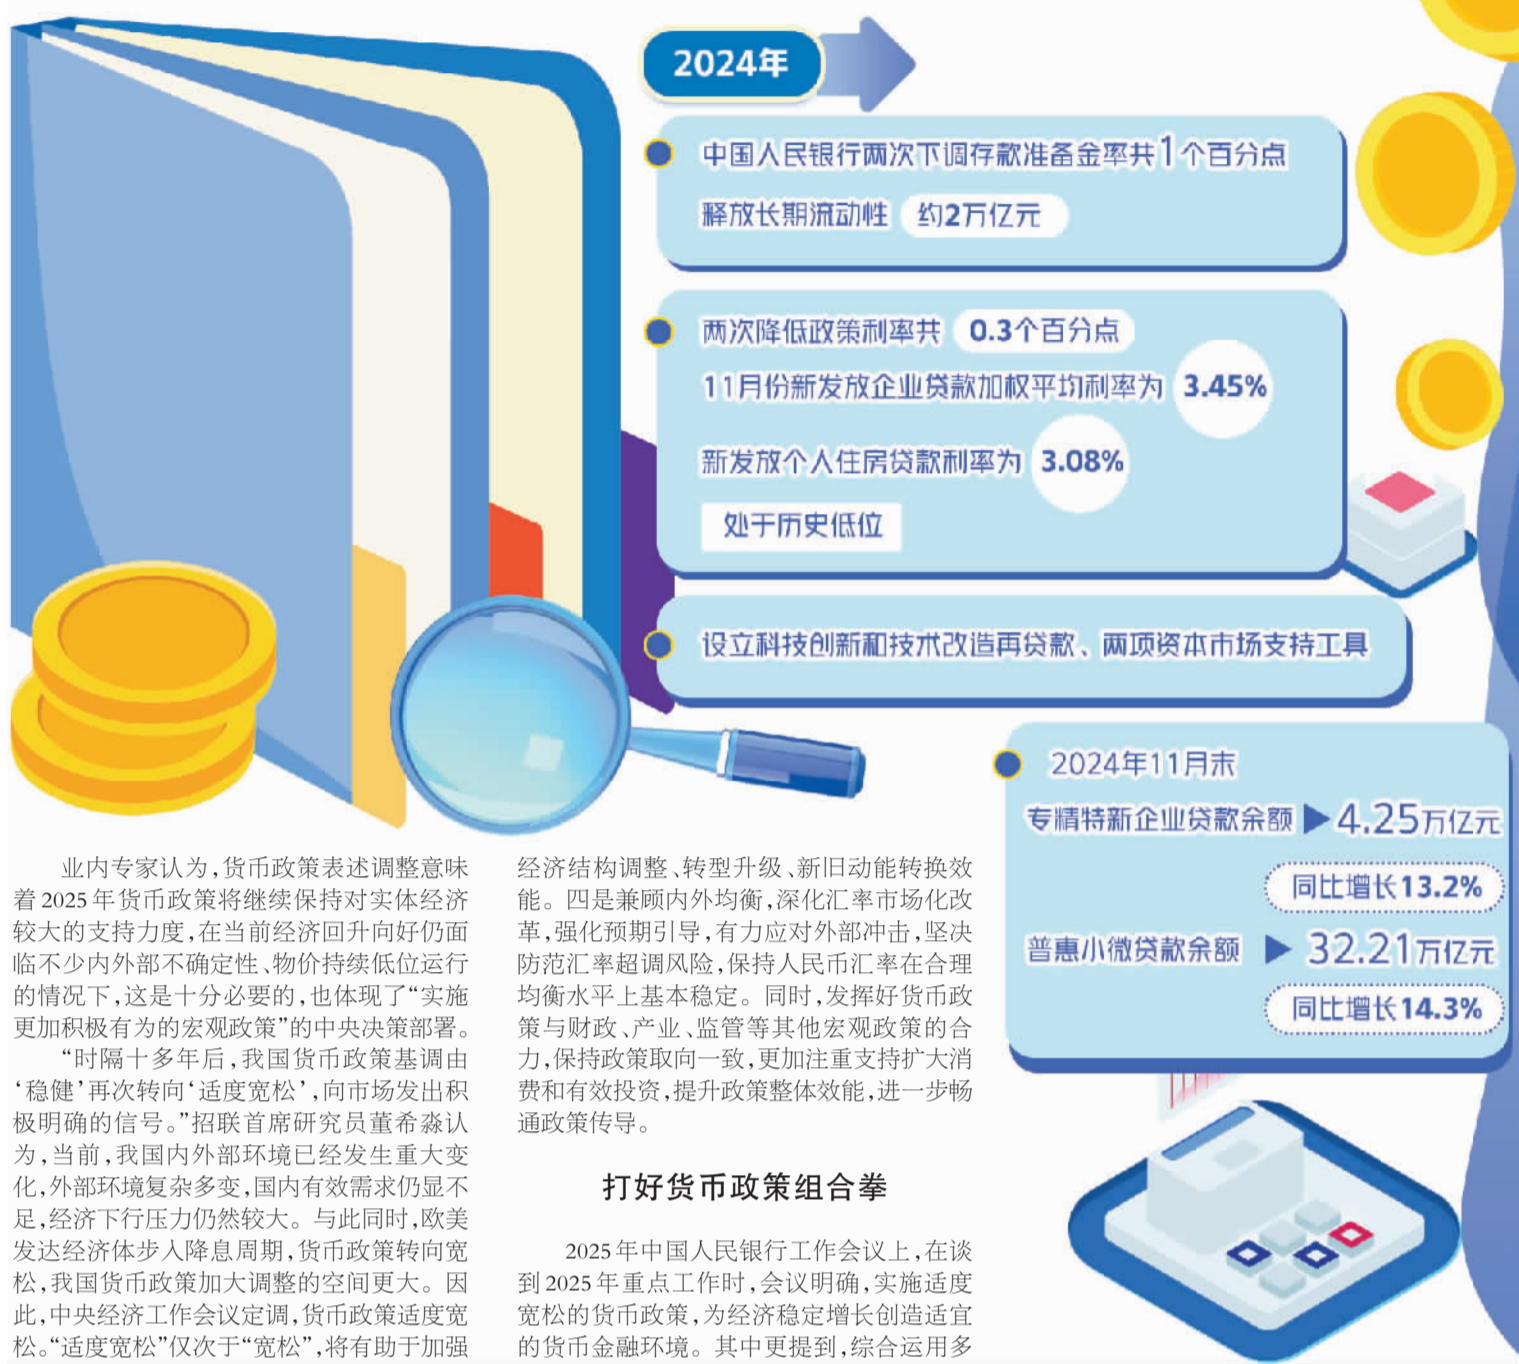 2024年
中国人民银行两次下调存款准备金率共1个百分点
释放长期流动性 约2万亿元
两次降低政策利率共 0.3个百分点
11月份新发放企业贷款加权平均利率为 3.45%
新发放个人住房贷款利率为 3.08%
处于历史低位
设立科技创新和技术改造再贷款、两项资本市场支持工具
2024年11月末
专精特新企业贷款余额 ▶ 4.25万亿元
同比增长13.2%
普惠小微贷款余额 ▶ 32.21万亿元
同比增长14.3%
业内专家认为，货币政策表述调整意味
着2025年货币政策将继续保持对实体经济
较大的支持力度，在当前经济回升向好仍面
临不少内外部不确定性、物价持续低位运行
的情况下，这是十分必要的，也体现了“实施
更加积极有为的宏观政策”的中央决策部署。
“时隔十多年后，我国货币政策基调由
‘稳健’再次转向‘适度宽松’，向市场发出积
极明确的信号。”招联首席研究员董希淼认
为，当前，我国内外部环境已经发生重大变
化，外部环境复杂多变，国内有效需求仍显不
足，经济下行压力仍然较大。与此同时，欧美
发达经济体步入降息周期，货币政策转向宽
松，我国货币政策加大调整的空间更大。因
此，中央经济工作会议定调，货币政策适度宽
松。“适度宽松”仅次于“宽松”，将有助于加强
经济结构调整、转型升级、新旧动能转换效
能。四是兼顾内外均衡，深化汇率市场化改
革，强化预期引导，有力应对外部冲击，坚决
防范汇率超调风险，保持人民币汇率在合理
均衡水平上基本稳定。同时，发挥好货币政
策与财政、产业、监管等其他宏观政策的合
力，保持政策取向一致，更加注重支持扩大消
费和有效投资，提升政策整体效能，进一步畅
通政策传导。
打好货币政策组合拳
2025年中国人民银行工作会议上，在谈
到2025年重点工作时，会议明确，实施适度
宽松的货币政策，为经济稳定增长创造适宜
的货币金融环境。其中更提到，综合运用多